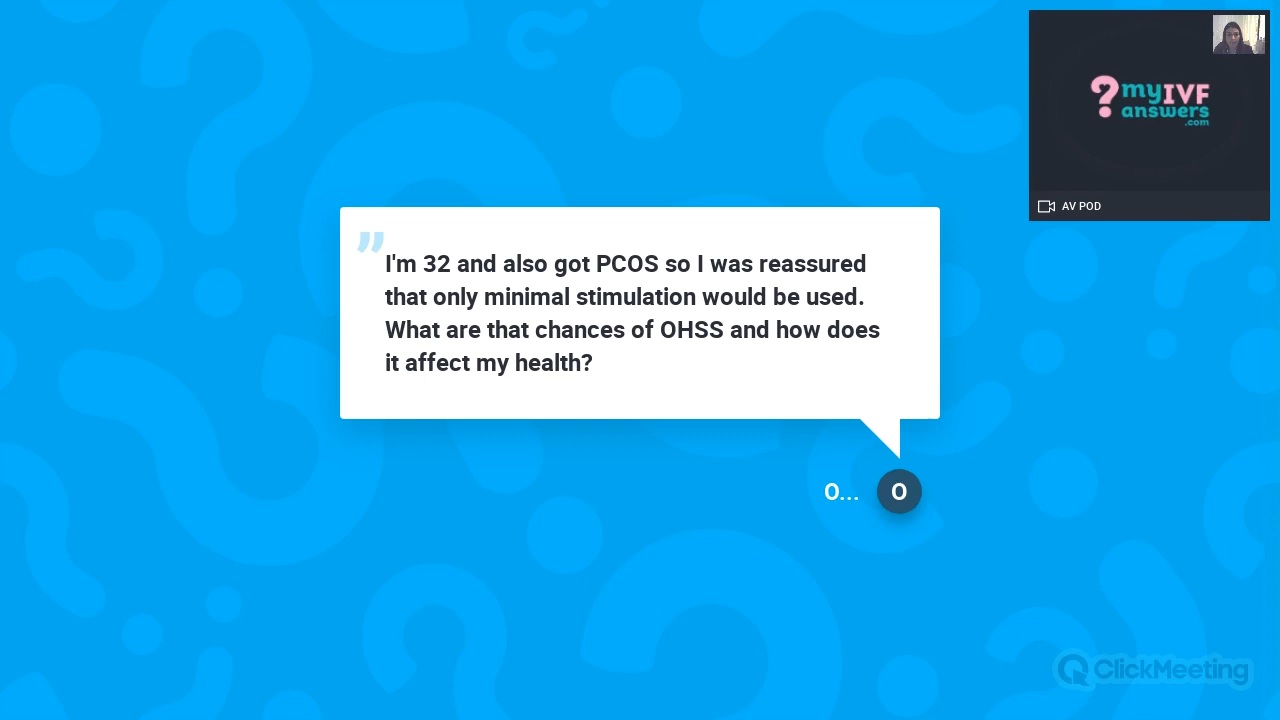 ?myIVF
answers
.com
AV POD
"
I'm 32 and also got PCOS so I was reassured
that only minimal stimulation would be used.
What are that chances of OHSS and how does
it affect my health?
O... O
ClickMeeting